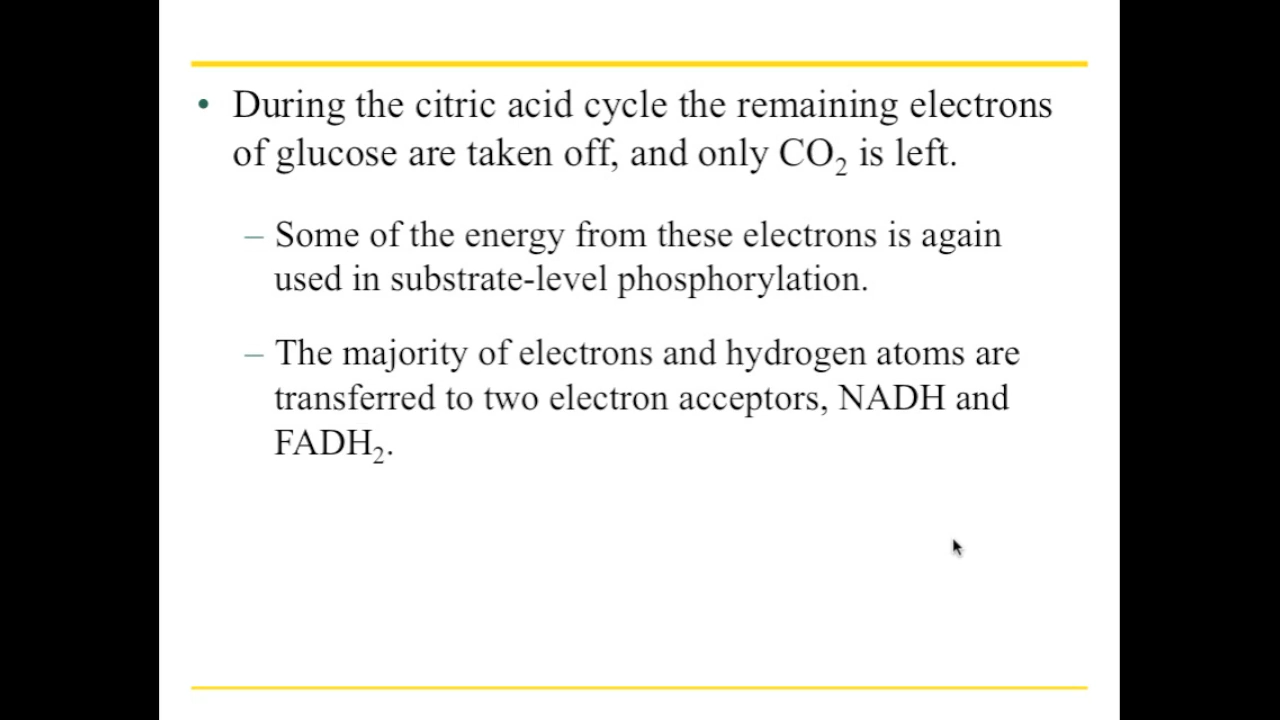 • During the citric acid cycle the remaining electrons
of glucose are taken off, and only CO₂ is left.
– Some of the energy from these electrons is again
used in substrate-level phosphorylation.
– The majority of electrons and hydrogen atoms are
transferred to two electron acceptors, NADH and
FADH₂.